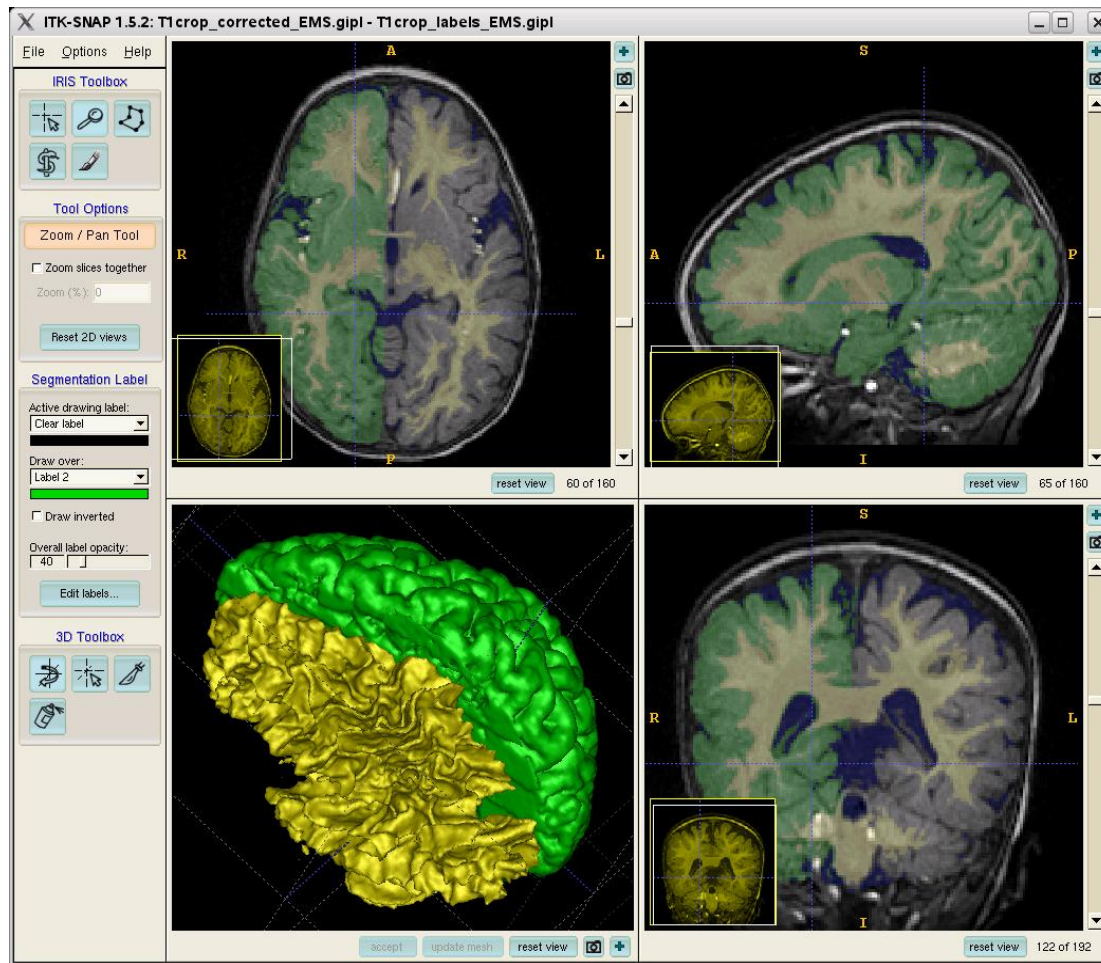 ITK-SNAP 1.5.2: T1crop_corrected_EMS.gipl - T1crop_labels_EMS.gipl
File Options Help
IRIS Toolbox
Tool Options
Zoom / Pan Tool
Zoom slices together
Zoom (%): 0
Reset 2D views
Segmentation Label
Active drawing label:
Clear label
Draw over:
Label 2
Draw inverted
Overall label opacity:
40
Edit labels...
3D Toolbox
A
R
L
P
reset view 60 of 160
S
A
P
I
reset view 65 of 160
accept update mesh reset view
S
R
L
I
reset view 122 of 192